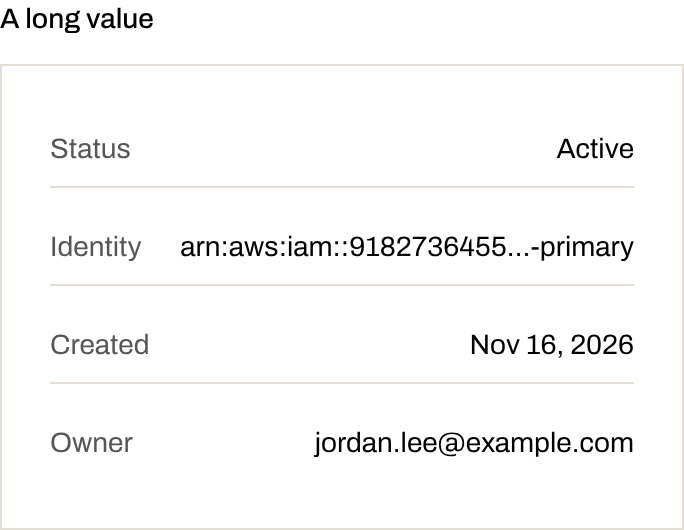 A long value
Status Active
Identity arn:aws:iam::9182736455...-primary
Created Nov 16, 2026
Owner jordan.lee@example.com